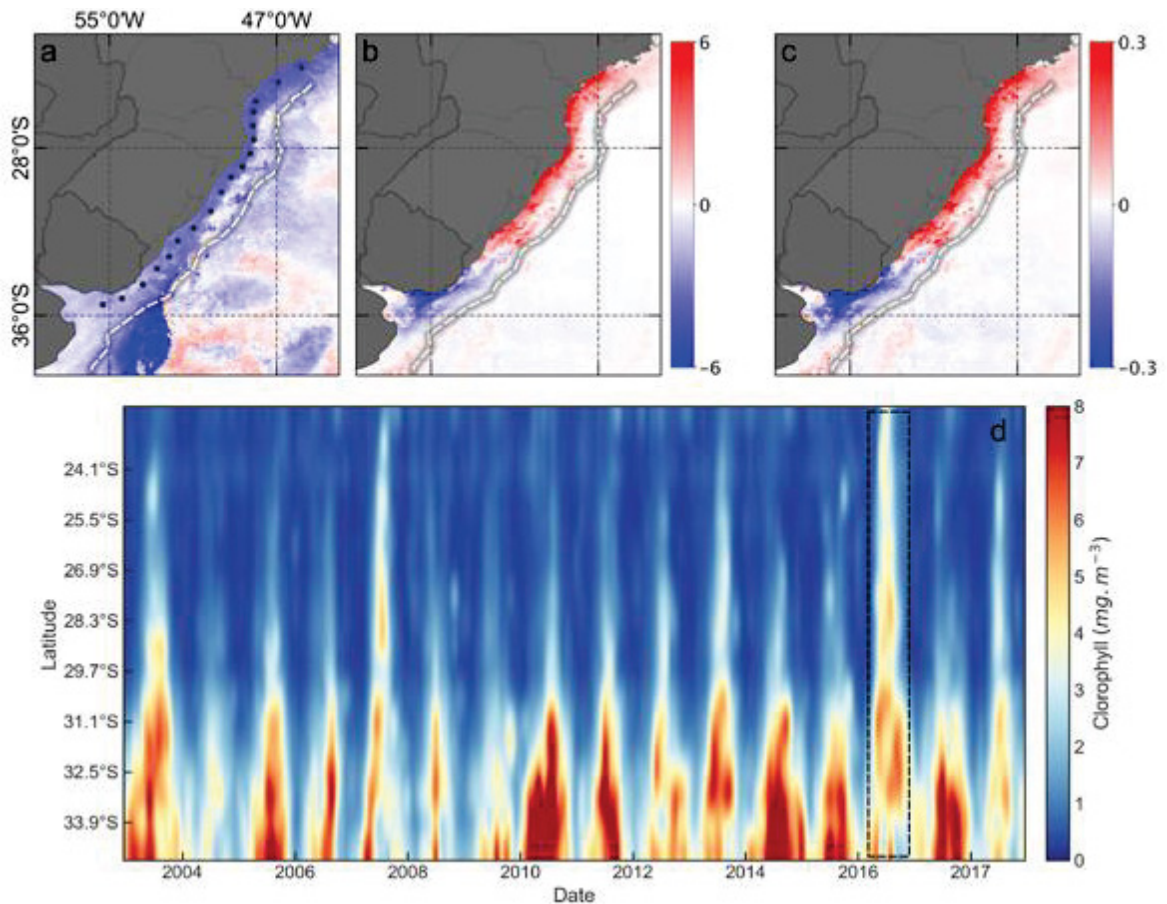 55°0'W 47°0'W
a b c
28°S
36°S
6
0
−6
0.3
0
−0.3
d
24.1°S
25.5°S
26.9°S
28.3°S
29.7°S
31.1°S
32.5°S
33.9°S
Latitude
2004 2006 2008 2010 2012 2014 2016 2017
Date
8
7
6
5
4
3
2
1
0
Clorophyll (mg. m⁻³)